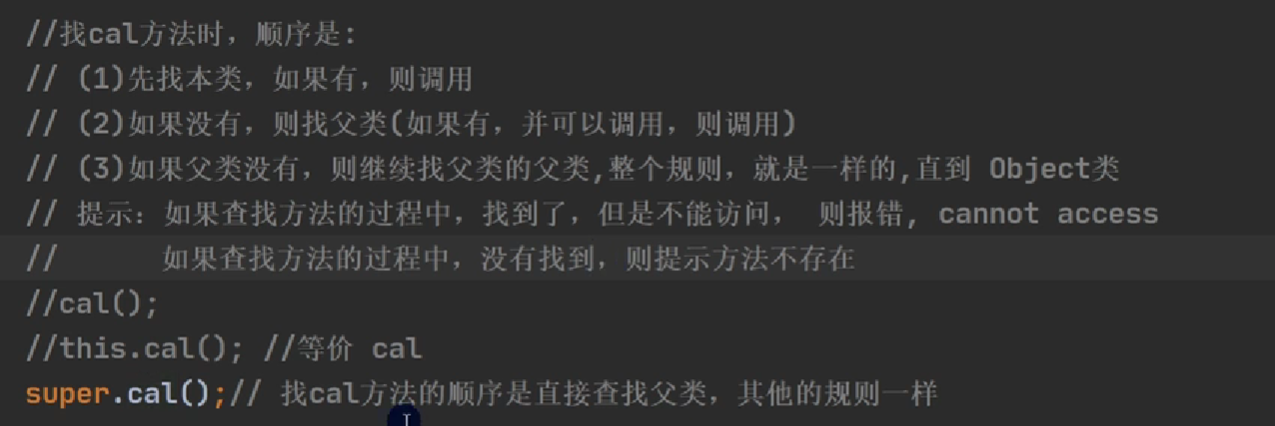 //找cal方法时，顺序是：
// (1)先找本类，如果有，则调用
// (2)如果没有，则找父类(如果有，并可以调用，则调用)
// (3)如果父类没有，则继续找父类的父类,整个规则，就是一样的,直到 Object类
// 提示：如果查找方法的过程中，找到了，但是不能访问， 则报错, cannot access
//      如果查找方法的过程中，没有找到，则提示方法不存在
//cal();
//this.cal(); //等价 cal
super.cal();// 找cal方法的顺序是直接查找父类，其他的规则一样